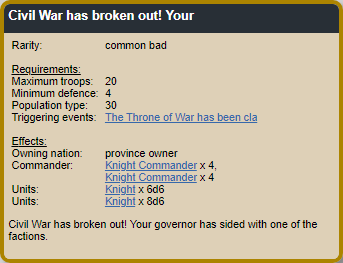 Civil War has broken out! Your
Rarity: common bad
Requirements:
Maximum troops: 20
Minimum defence: 4
Population type: 30
Triggering events: The Throne of War has been cla
Effects:
Owning nation: province owner
Commander: Knight Commander x 4,
Knight Commander x 4
Units: Knight x 6d6
Units: Knight x 8d6
Civil War has broken out! Your governor has sided with one of the
factions.